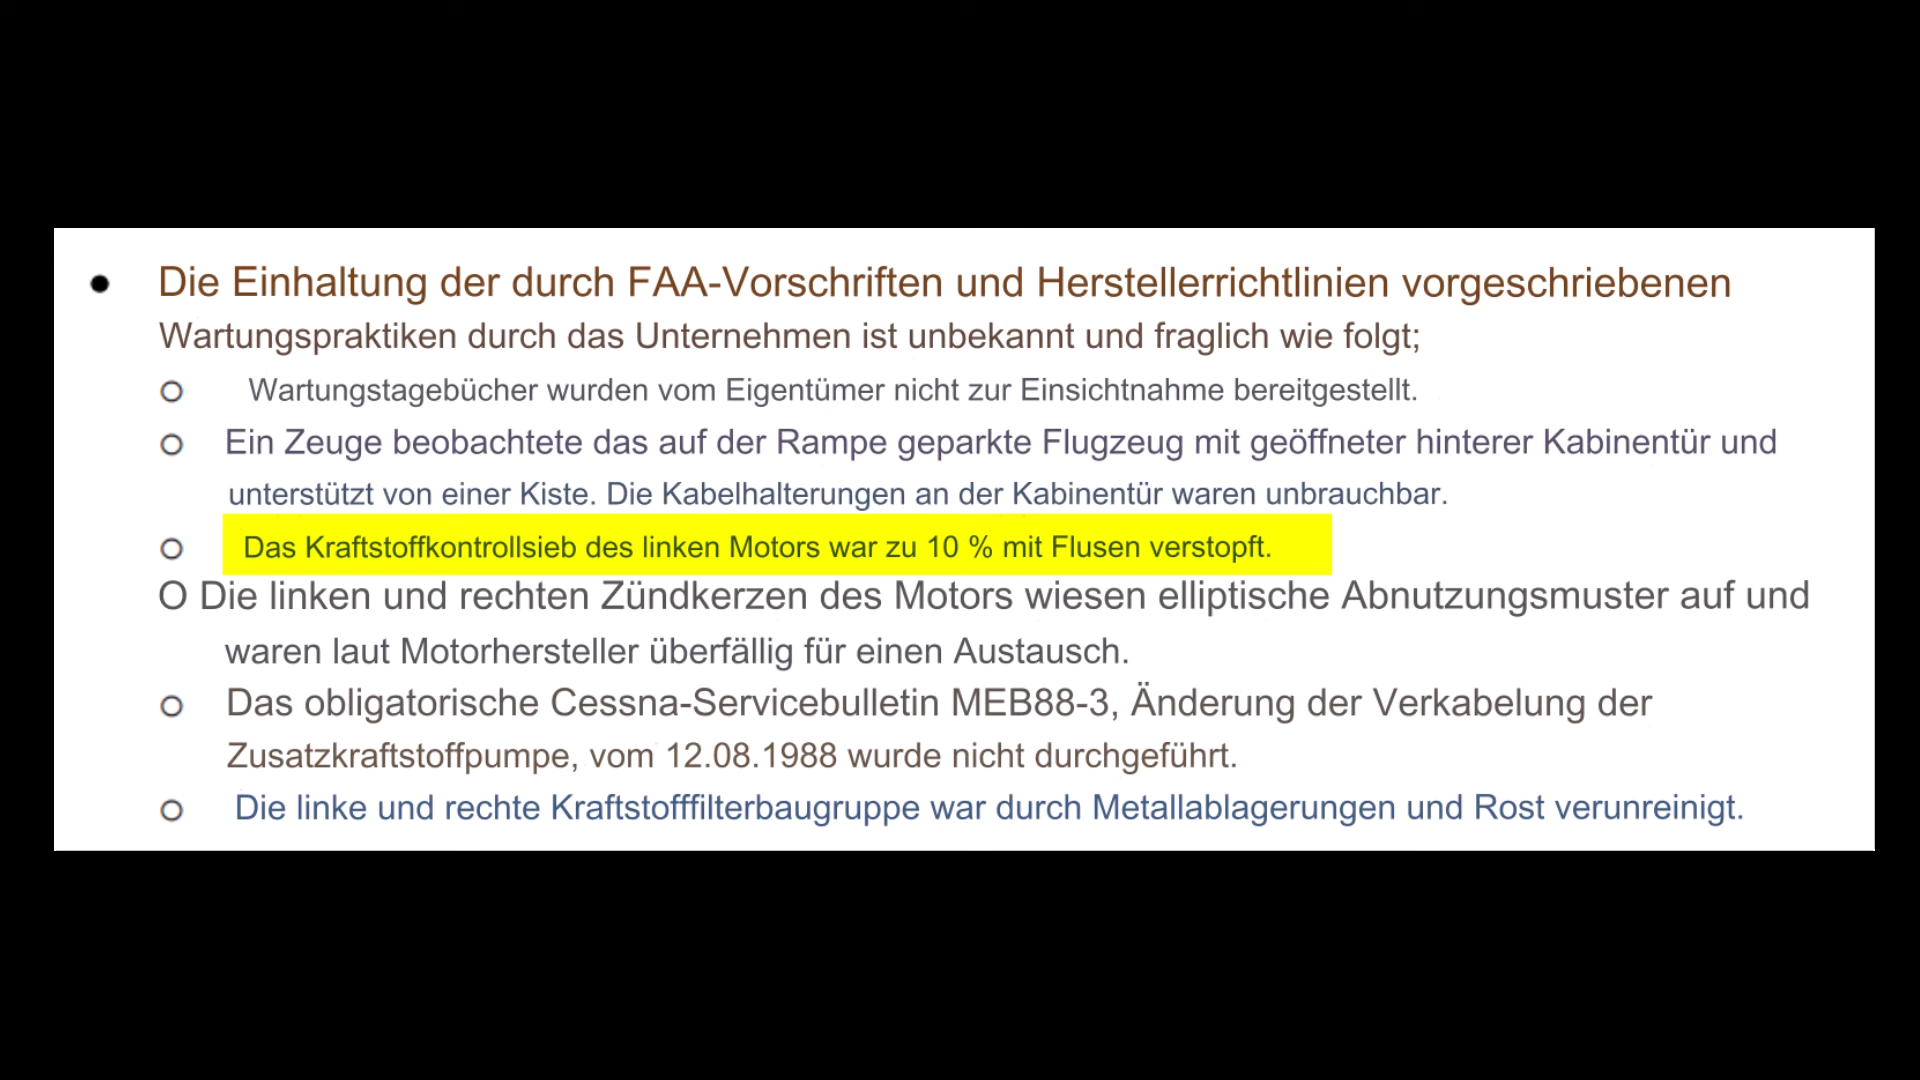 ● Die Einhaltung der durch FAA-Vorschriften und Herstellerrichtlinien vorgeschriebenen
Wartungspraktiken durch das Unternehmen ist unbekannt und fraglich wie folgt;
o Wartungstagebücher wurden vom Eigentümer nicht zur Einsichtnahme bereitgestellt.
o Ein Zeuge beobachtete das auf der Rampe geparkte Flugzeug mit geöffneter hinterer Kabinentür und
unterstützt von einer Kiste. Die Kabelhalterungen an der Kabinentür waren unbrauchbar.
o Das Kraftstoffkontrollsieb des linken Motors war zu 10 % mit Flusen verstopft.
O Die linken und rechten Zündkerzen des Motors wiesen elliptische Abnutzungsmuster auf und
waren laut Motorhersteller überfällig für einen Austausch.
o Das obligatorische Cessna-Servicebulletin MEB88-3, Änderung der Verkabelung der
Zusatzkraftstoffpumpe, vom 12.08.1988 wurde nicht durchgeführt.
o Die linke und rechte Kraftstofffilterbaugruppe war durch Metallablagerungen und Rost verunreinigt.